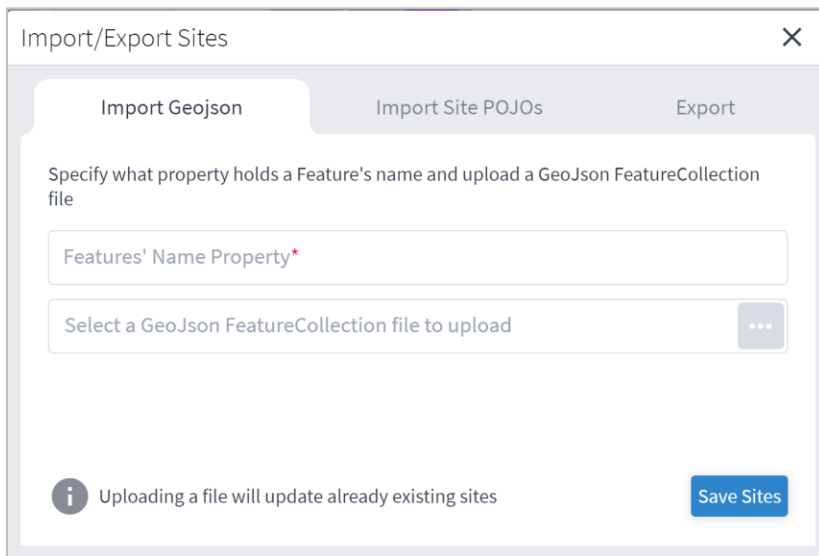 Import/Export Sites
Import Geojson
Import Site POJOs
Export
Specify what property holds a Feature's name and upload a GeoJson FeatureCollection
file
Features' Name Property*
Select a GeoJson FeatureCollection file to upload
Uploading a file will update already existing sites
Save Sites